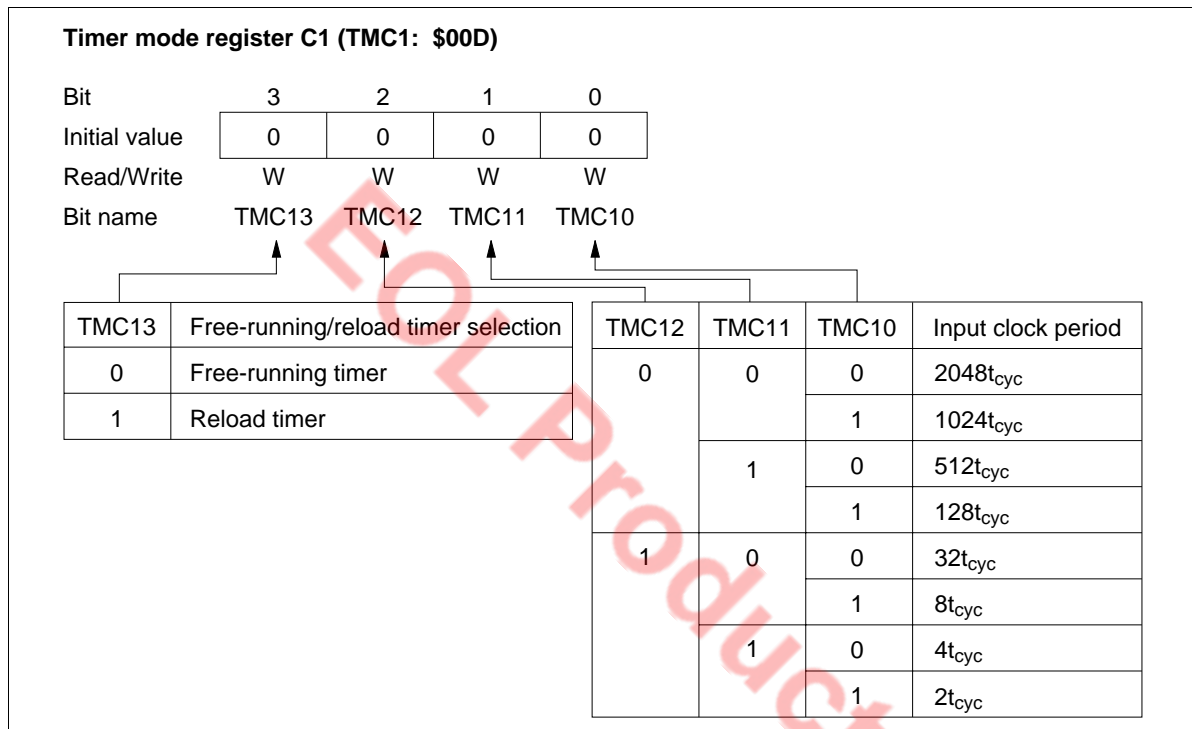 Timer mode register C1 (TMC1: $00D)
Bit 3 2 1 0
Initial value 0 0 0 0
Read/Write W W W W
Bit name TMC13 TMC12 TMC11 TMC10
TMC13 Free-running/reload timer selection
0 Free-running timer
1 Reload timer
TMC12 TMC11 TMC10 Input clock period
0 0 0 2048tcyc
1 1024tcyc
1 0 512tcyc
1 128tcyc
1 0 0 32tcyc
1 8tcyc
1 0 4tcyc
1 2tcyc
EOL Product